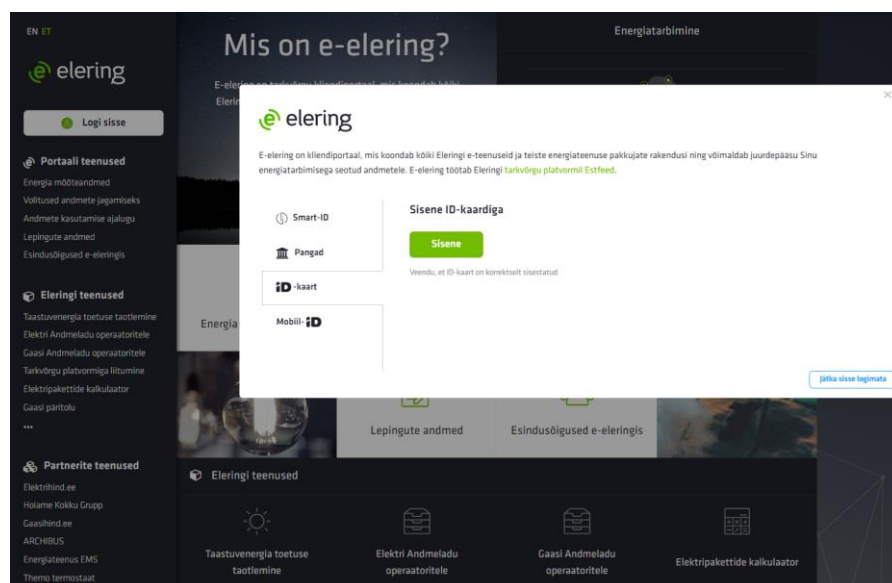 EN ET
elering
Logi sisse
Portaali teenused
Energia mõõteandmed
Volitused andmete jagamiseks
Andmete kasutamise ajalugu
Lepingute andmed
Esindusõigused e-eleringis
Eleringi teenused
Taastuvenergia toetuse taotlemine
Elektri Andmeladu operaatoritele
Gaasi Andmeladu operaatoritele
Tarkvõrgu platvormiga liitumine
Elektripakettide kalkulaator
Gaasi päritolu
•••
Partnerite teenused
Elektrihind.ee
Hoiame Kokku Grupp
Gaasihind.ee
ARCHIBUS
Energiateenus EMS
Themo termostaat
Mis on e-elering?
Energiatarbimine
elering
E-elering on kliendiportaal, mis koondab kõiki Eleringi e-teenuseid ja teiste energiateenuse pakkujate rakendusi ning võimaldab juurdepääsu Sinu
energiatarbimisega seotud andmetele. E-elering töötab Eleringi tarkvõrgu platvormil Estfeed.
Smart-ID
Pangad
iD-kaart
Mobiil-iD
Sisene ID-kaardiga
Sisene
Veendu, et ID-kaart on korrektselt sisestatud
Jätka sisse logimata
Energia
Lepingute andmed
Esindusõigused e-eleringis
Eleringi teenused
Taastuvenergia toetuse
taotlemine
Elektri Andmeladu
operaatoritele
Gaasi Andmeladu
operaatoritele
Elektripakettide kalkulaator